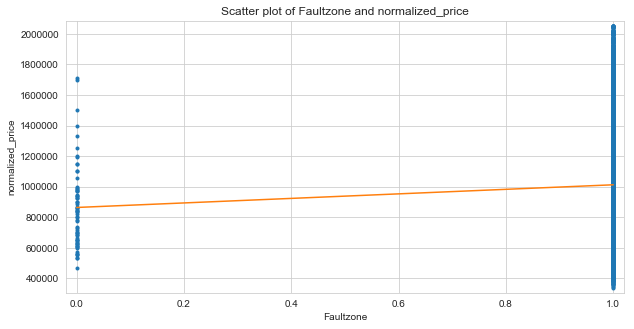 Scatter plot of Faultzone and normalized_price
2000000
1800000
1600000
1400000
1200000
1000000
800000
600000
400000
normalized_price
0.0 0.2 0.4 0.6 0.8 1.0
Faultzone